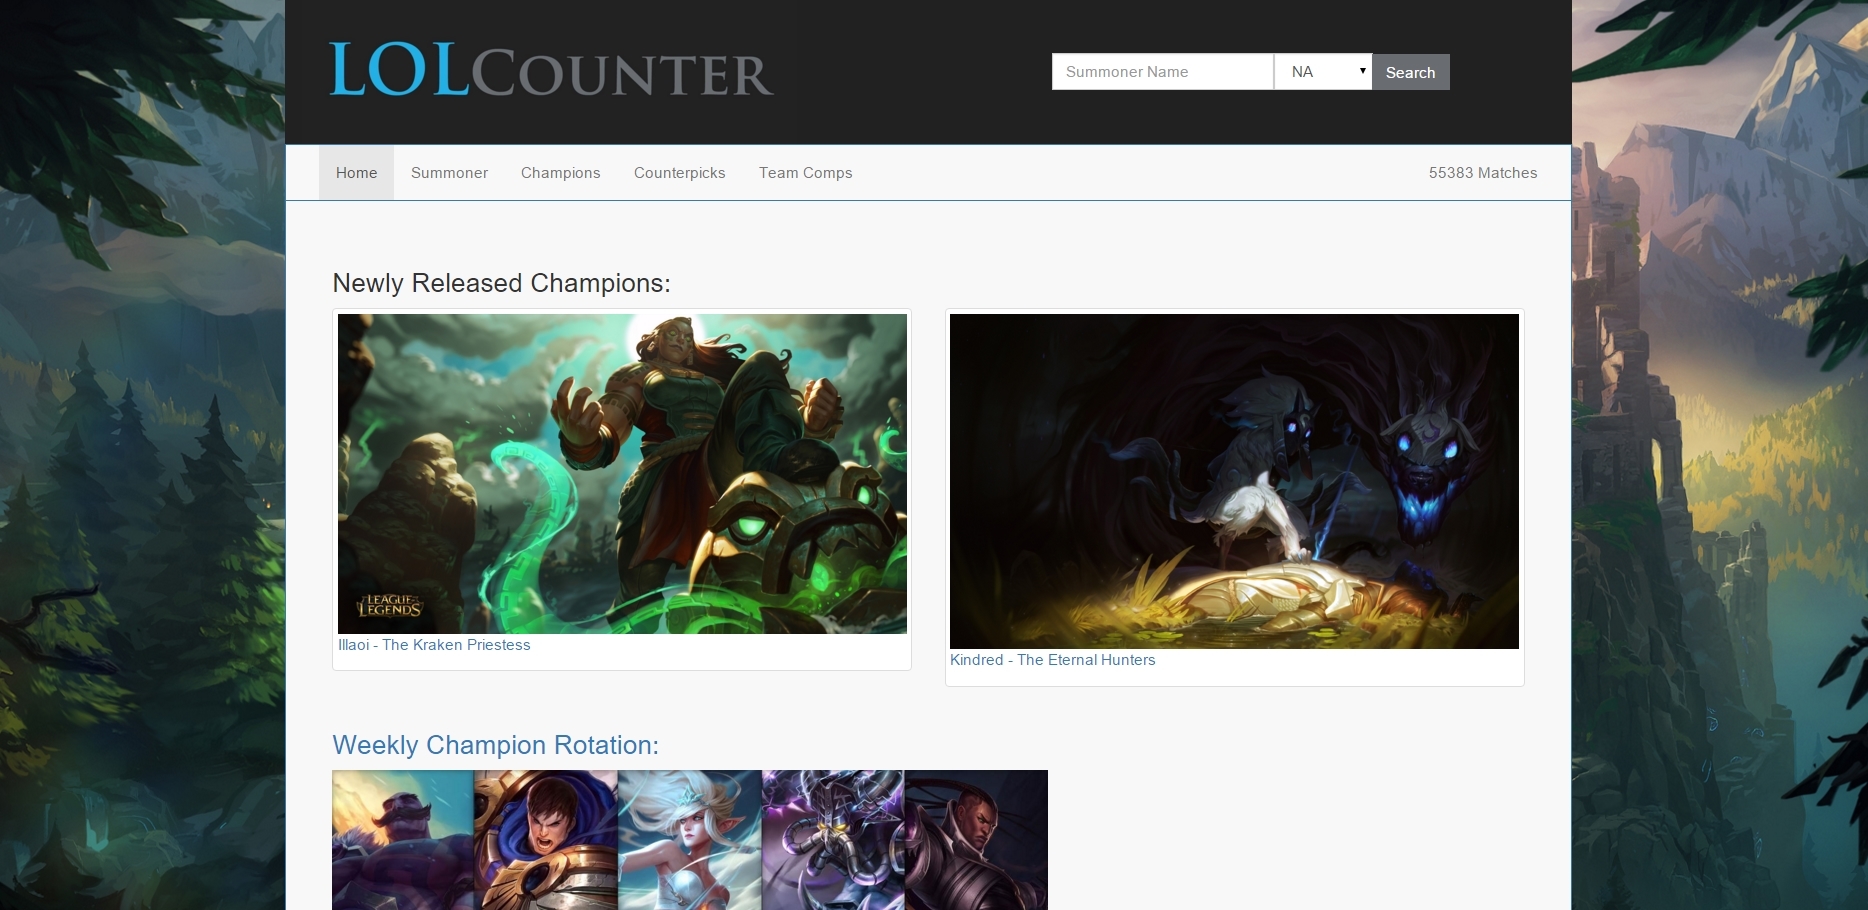 LOLCOUNTER
Summoner Name
NA
Search
Home
Summoner
Champions
Counterpicks
Team Comps
55383 Matches
Newly Released Champions:
LEAGUE OF
LEGENDS
Illaoi - The Kraken Priestess
Kindred - The Eternal Hunters
Weekly Champion Rotation: